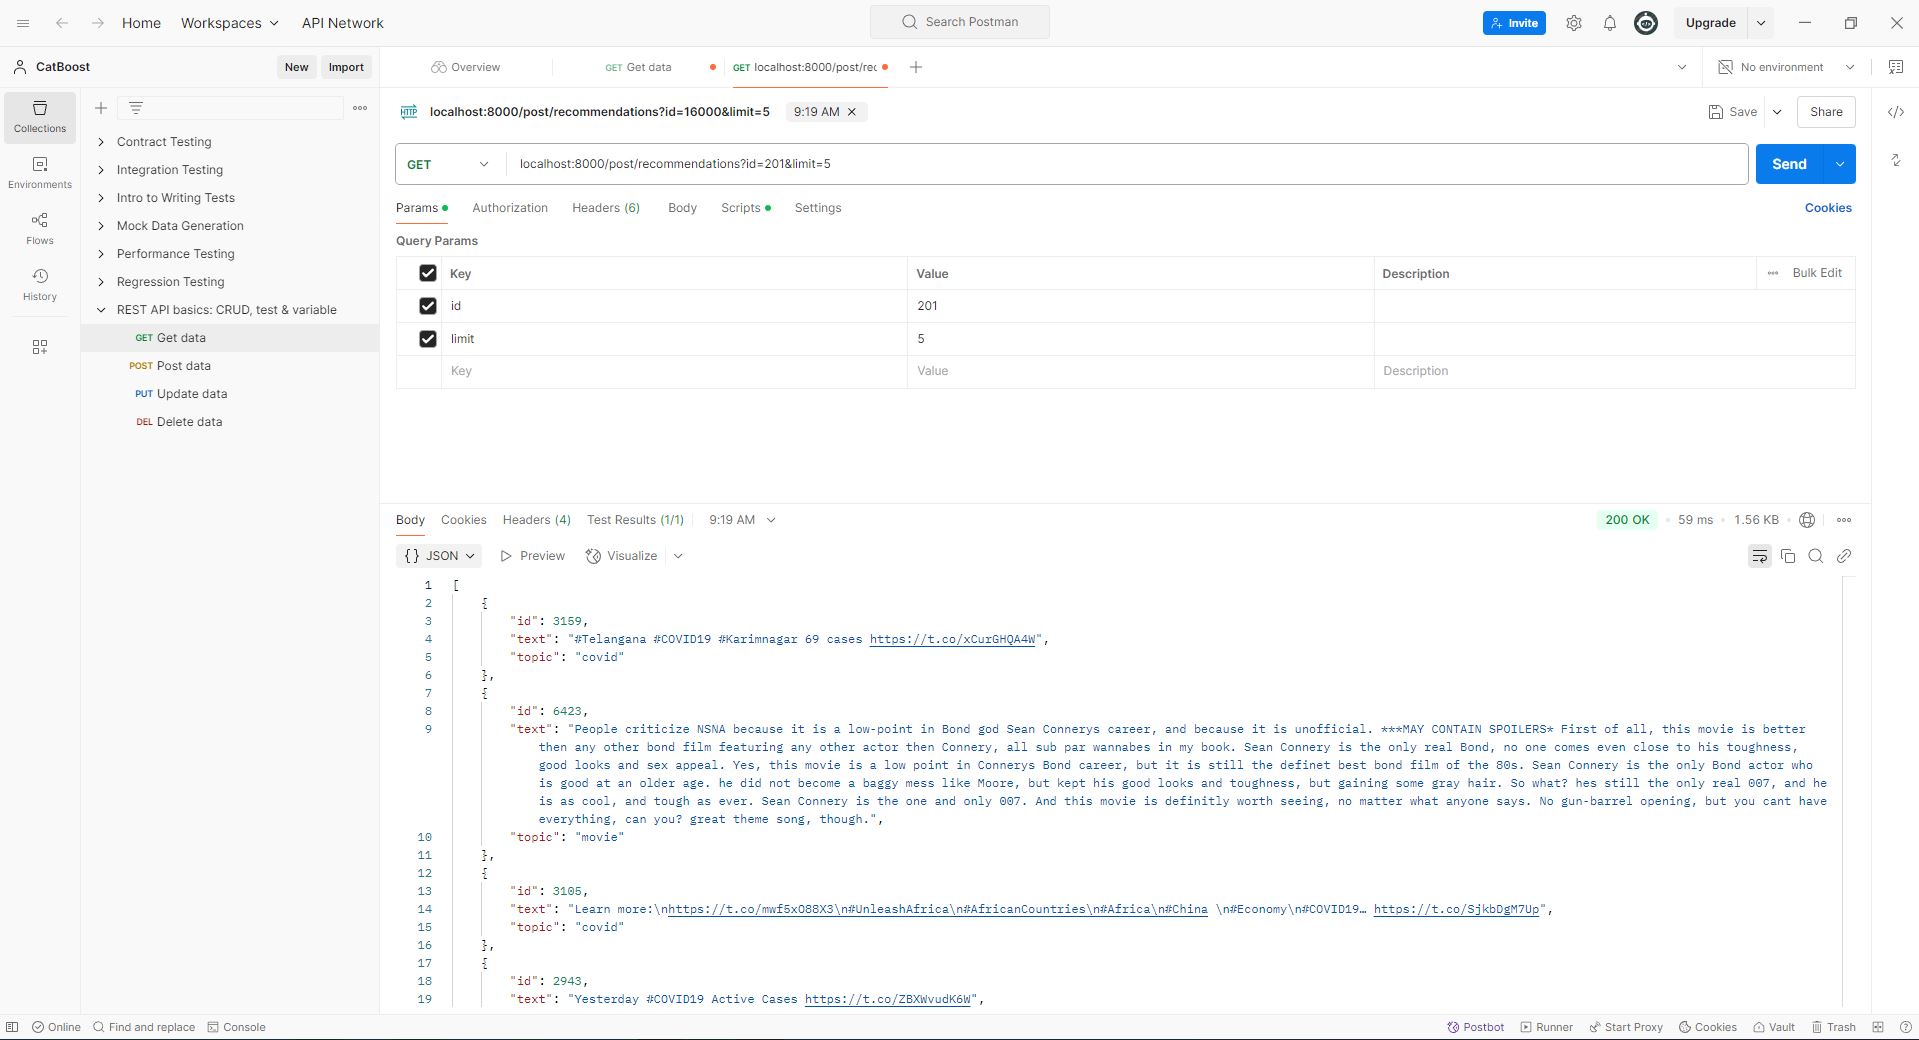 Home
Workspaces
API Network
Search Postman
Invite
Upgrade
CatBoost
New
Import
Overview
GET Get data
GET localhost:8000/post/rec
No environment
Collections
Environments
Flows
History
Contract Testing
Integration Testing
Intro to Writing Tests
Mock Data Generation
Performance Testing
Regression Testing
REST API basics: CRUD, test & variable
GET Get data
POST Post data
PUT Update data
DEL Delete data
HTTP localhost:8000/post/recommendations?id=16000&limit=5 9:19 AM
Save
Share
GET localhost:8000/post/recommendations?id=201&limit=5
Send
Params Authorization Headers (6) Body Scripts Settings
Cookies
Query Params
Key Value Description Bulk Edit
id 201
limit 5
Key Value Description
Body Cookies Headers (4) Test Results (1/1) 9:19 AM
200 OK 59 ms 1.56 KB
{} JSON Preview Visualize
1 [
2 {
3 "id": 3159,
4 "text": "#Telangana #COVID19 #Karimnagar 69 cases https://t.co/xCurGHQA4W",
5 "topic": "covid"
6 },
7 {
8 "id": 6423,
9 "text": "People criticize NSNA because it is a low-point in Bond god Sean Connerys career, and because it is unofficial. ***MAY CONTAIN SPOILERS* First of all, this movie is better
then any other bond film featuring any other actor then Connery, all sub par wannabes in my book. Sean Connery is the only real Bond, no one comes even close to his toughness,
good looks and sex appeal. Yes, this movie is a low point in Connerys Bond career, but it is still the definet best bond film of the 80s. Sean Connery is the only Bond actor who
is good at an older age. he did not become a baggy mess like Moore, but kept his good looks and toughness, but gaining some gray hair. So what? hes still the only real 007, and he
is as cool, and tough as ever. Sean Connery is the one and only 007. And this movie is definitly worth seeing, no matter what anyone says. No gun-barrel opening, but you cant have
everything, can you? great theme song, though.",
10 "topic": "movie"
11 },
12 {
13 "id": 3105,
14 "text": "Learn more:\nhttps://t.co/mwf5xO88X3\n#UnleashAfrica\n#AfricanCountries\n#Africa\n#China \n#Economy\n#COVID19… https://t.co/SjkbDgM7Up",
15 "topic": "covid"
16 },
17 {
18 "id": 2943,
19 "text": "Yesterday #COVID19 Active Cases https://t.co/ZBXWvudK6W",
Online
Find and replace
Console
Postbot
Runner
Start Proxy
Cookies
Vault
Trash